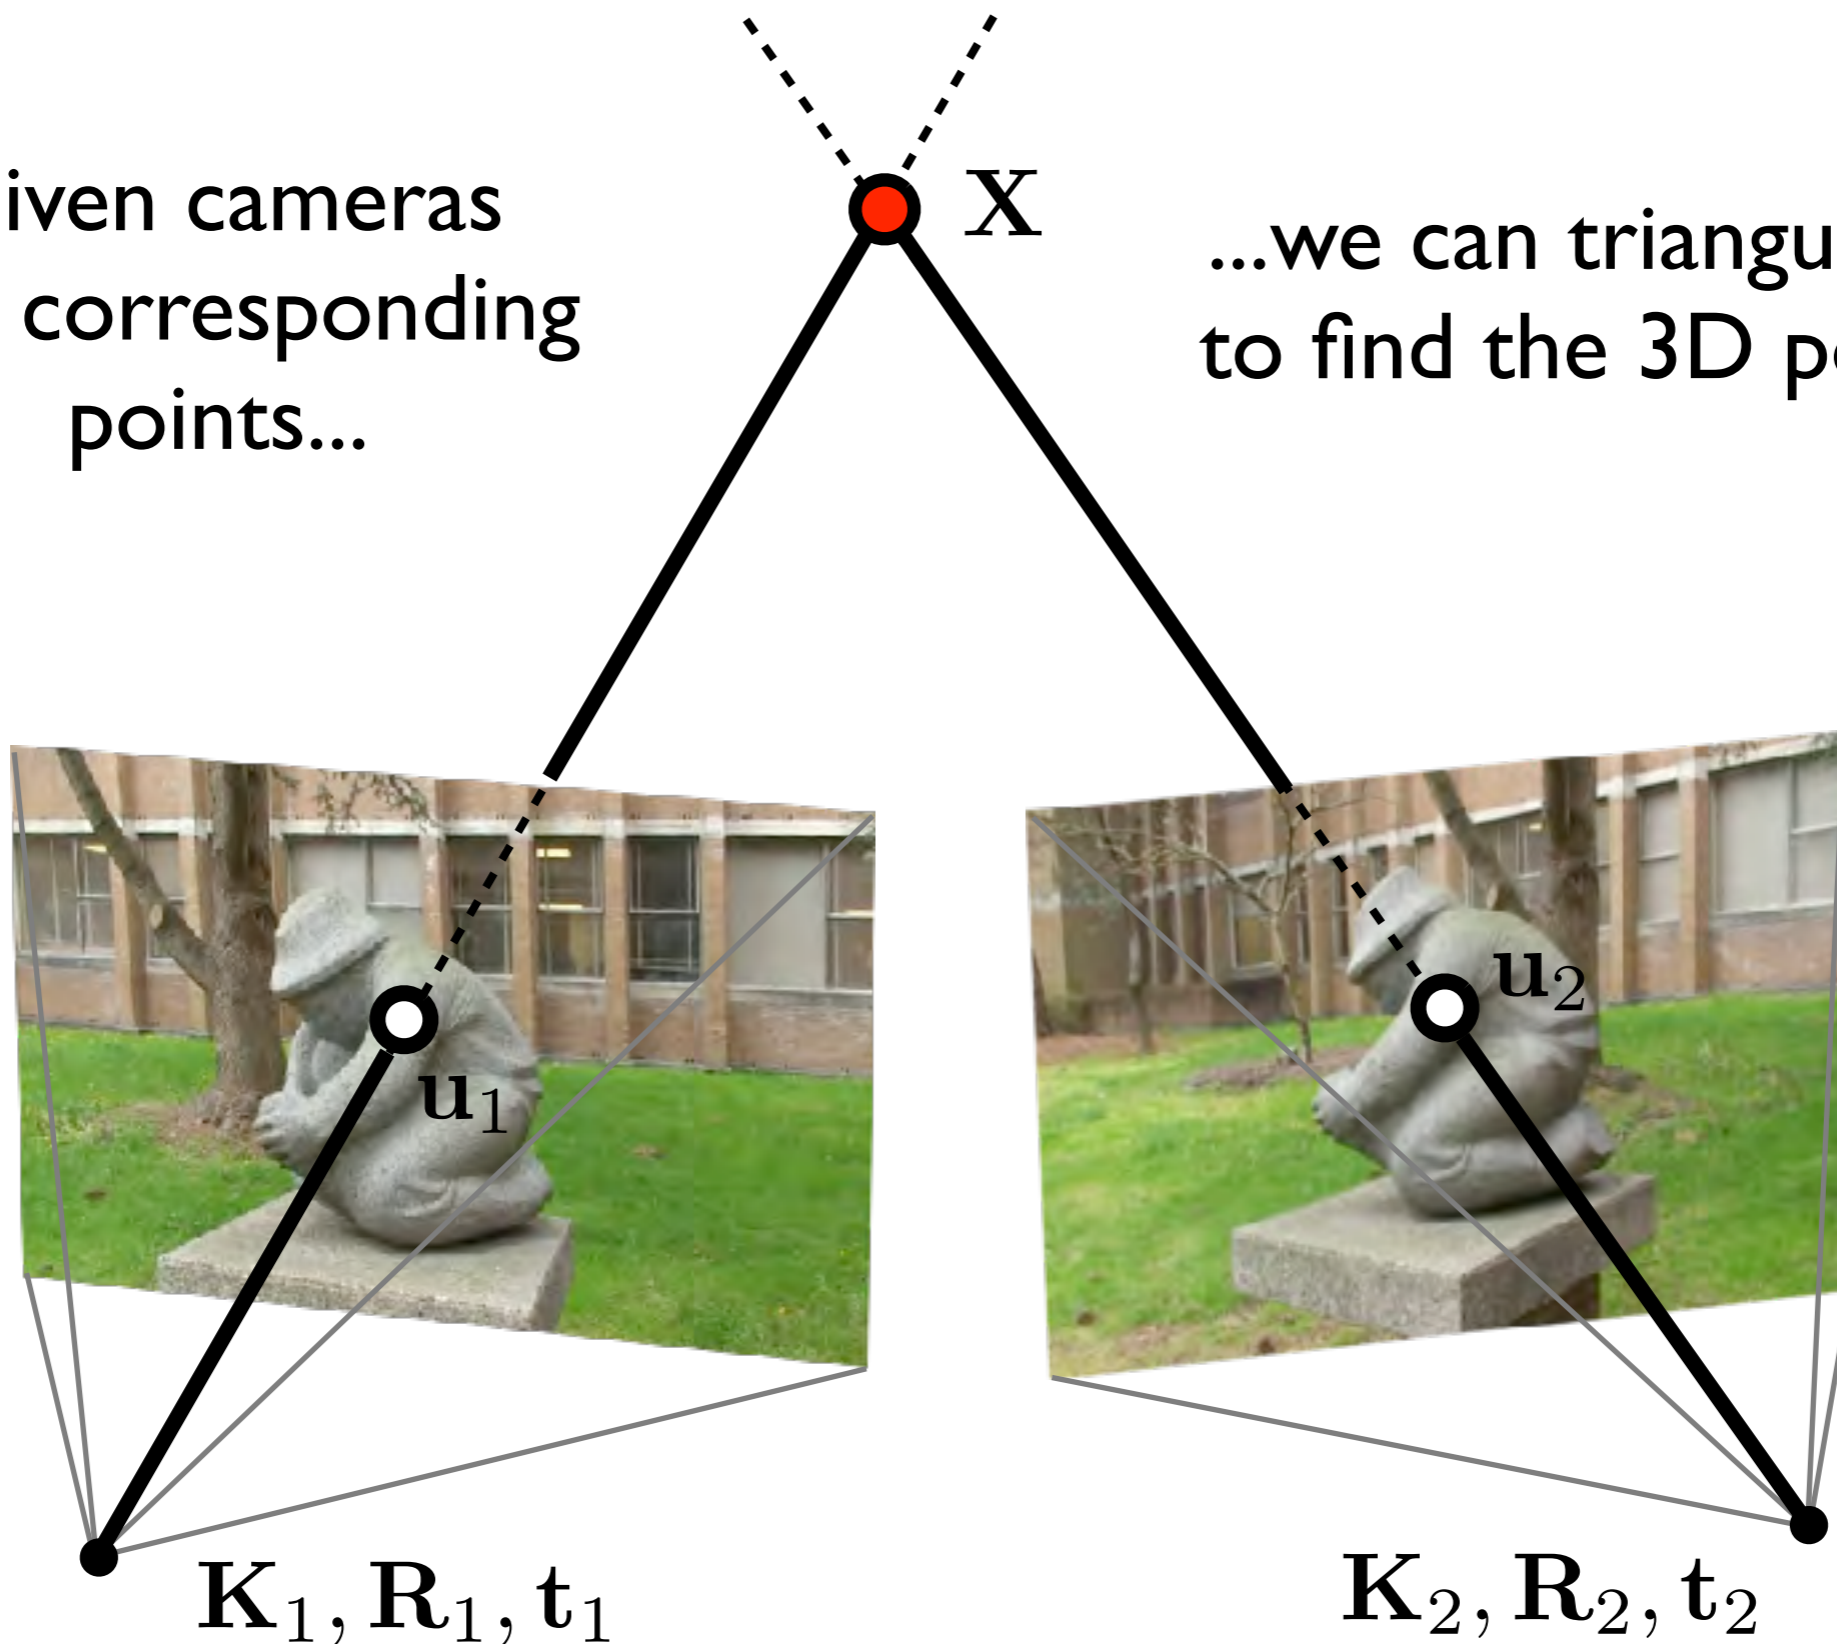 iven cameras
corresponding
points...
X
...we can triangu
to find the 3D p
u₁
u₂
K₁, R₁, t₁
K₂, R₂, t₂